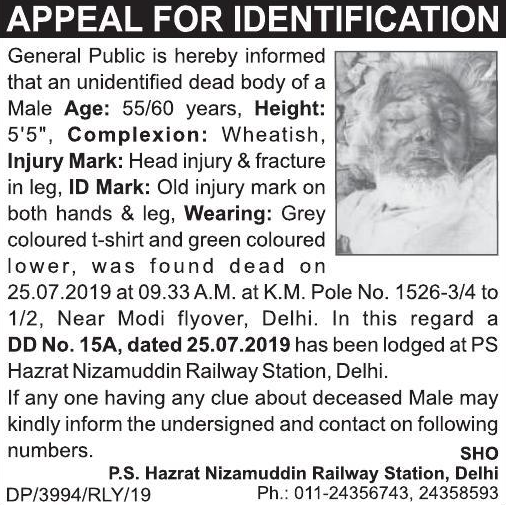 APPEAL FOR IDENTIFICATION
General Public is hereby informed
that an unidentified dead body of a
Male Age: 55/60 years, Height:
5'5", Complexion: Wheatish,
Injury Mark: Head injury & fracture
in leg, ID Mark: Old injury mark on
both hands & leg, Wearing: Grey
coloured t-shirt and green coloured
lower, was found dead on
25.07.2019 at 09.33 A.M. at K.M. Pole No. 1526-3/4 to
1/2, Near Modi flyover, Delhi. In this regard a
DD No. 15A, dated 25.07.2019 has been lodged at PS
Hazrat Nizamuddin Railway Station, Delhi.
If any one having any clue about deceased Male may
kindly inform the undersigned and contact on following
numbers.
SHO
P.S. Hazrat Nizamuddin Railway Station, Delhi
DP/3994/RLY/19 Ph.: 011-24356743, 24358593